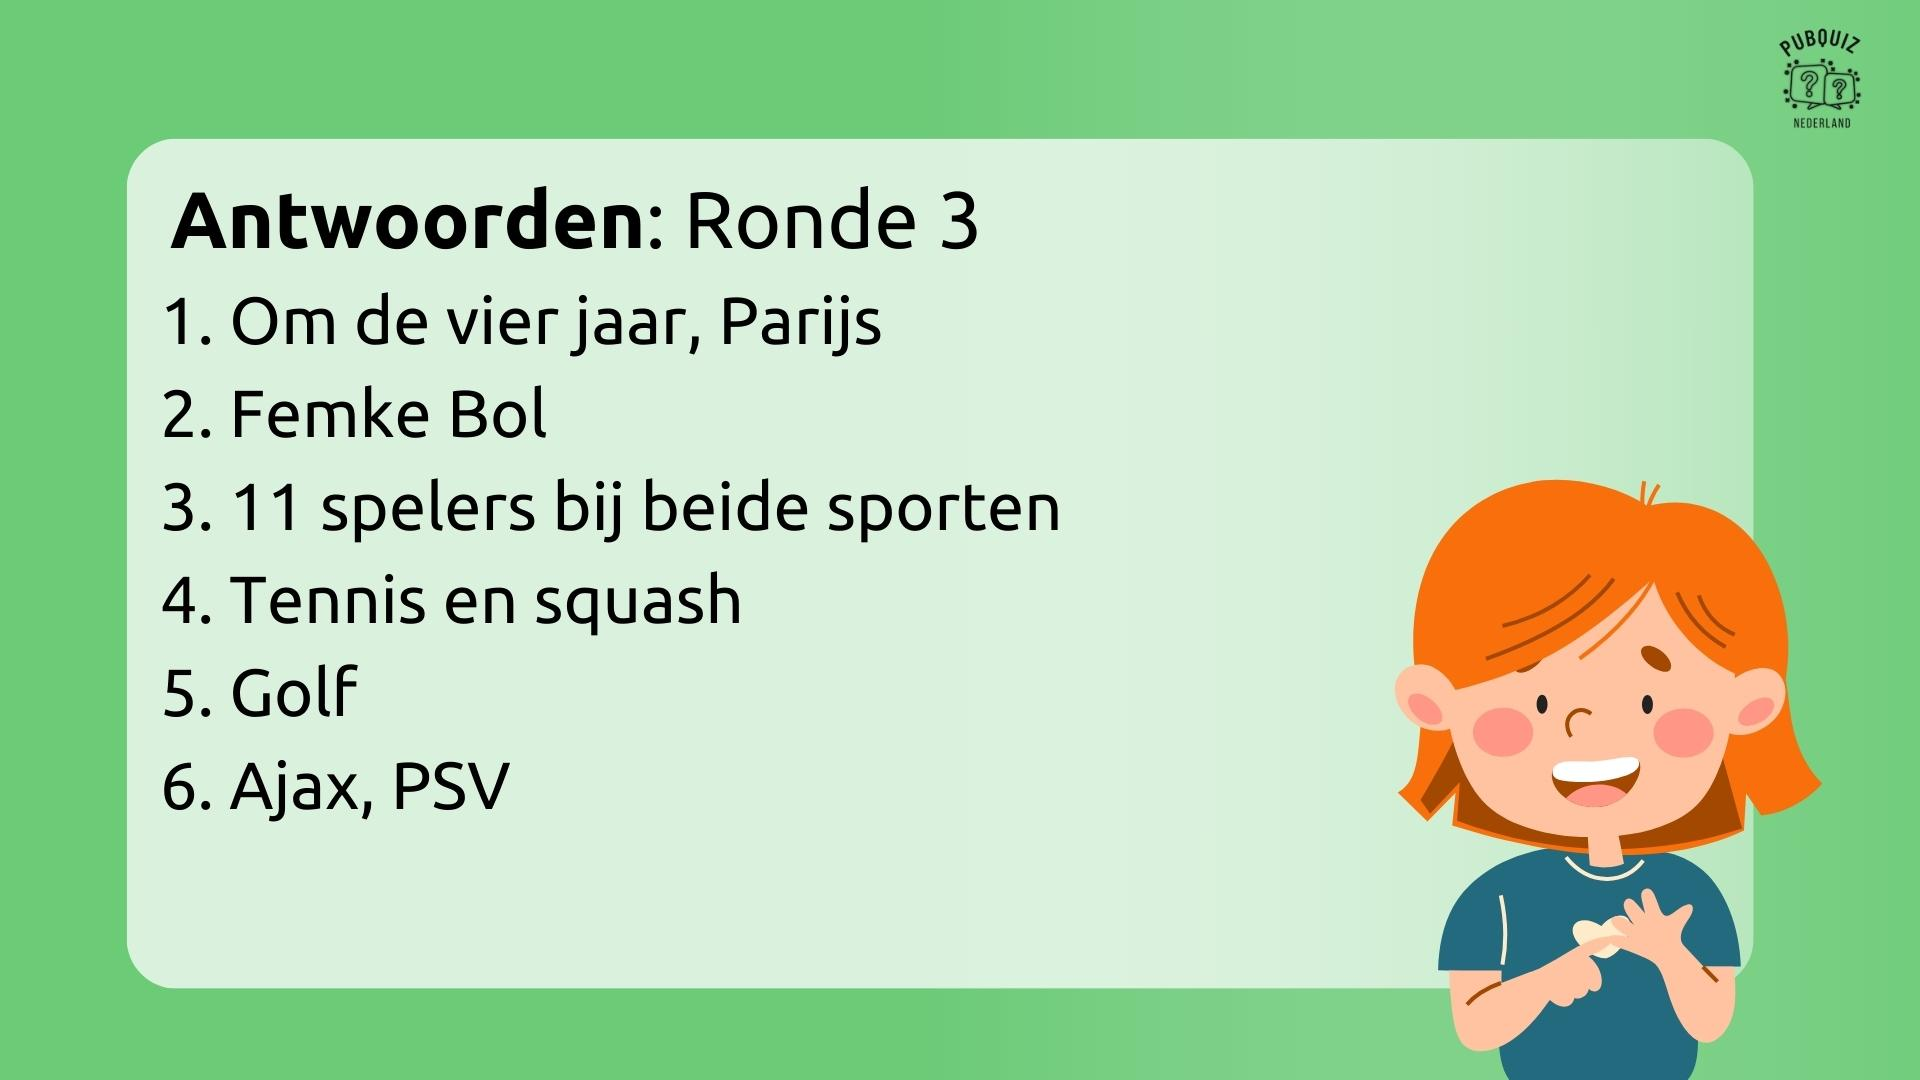 PUBQUIZ
? ?
NEDERLAND
Antwoorden: Ronde 3
1. Om de vier jaar, Parijs
2. Femke Bol
3. 11 spelers bij beide sporten
4. Tennis en squash
5. Golf
6. Ajax, PSV